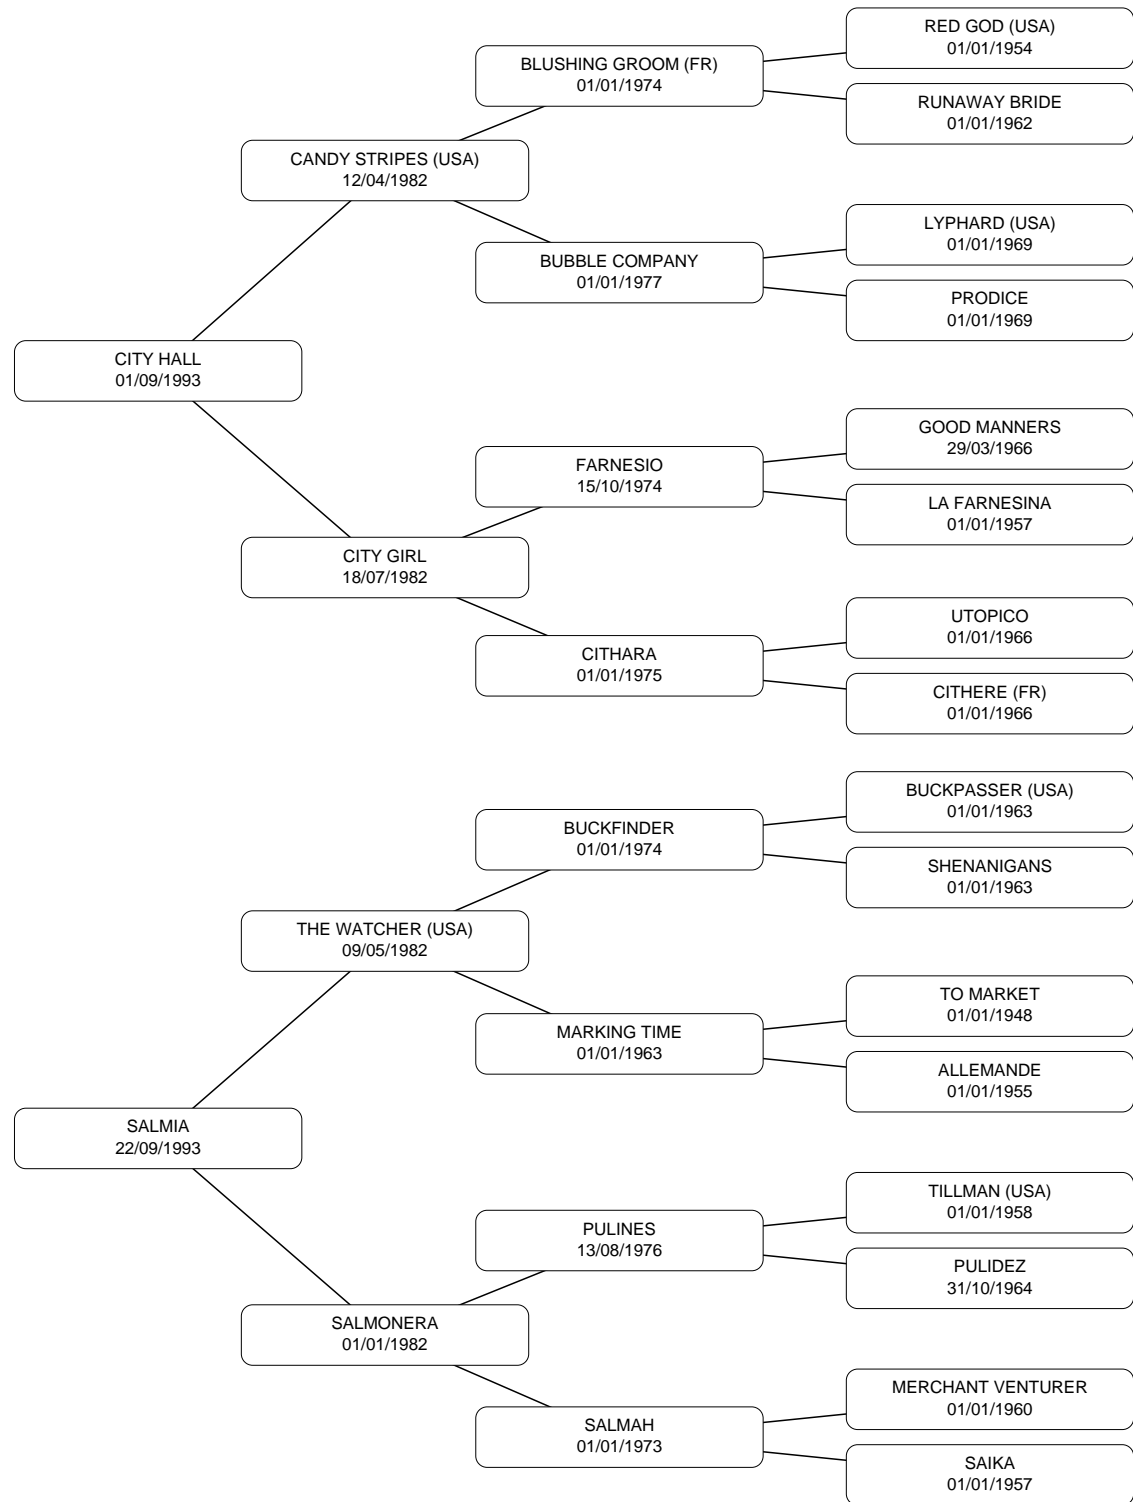 RED GOD (USA)
01/01/1954
BLUSHING GROOM (FR)
01/01/1974
RUNAWAY BRIDE
01/01/1962
CANDY STRIPES (USA)
12/04/1982
LYPHARD (USA)
01/01/1969
BUBBLE COMPANY
01/01/1977
PRODICE
01/01/1969
CITY HALL
01/09/1993
GOOD MANNERS
29/03/1966
FARNESIO
15/10/1974
LA FARNESINA
01/01/1957
CITY GIRL
18/07/1982
UTOPICO
01/01/1966
CITHARA
01/01/1975
CITHERE (FR)
01/01/1966
BUCKPASSER (USA)
01/01/1963
BUCKFINDER
01/01/1974
SHENANIGANS
01/01/1963
THE WATCHER (USA)
09/05/1982
TO MARKET
01/01/1948
MARKING TIME
01/01/1963
ALLEMANDE
01/01/1955
SALMIA
22/09/1993
TILLMAN (USA)
01/01/1958
PULINES
13/08/1976
PULIDEZ
31/10/1964
SALMONERA
01/01/1982
MERCHANT VENTURER
01/01/1960
SALMAH
01/01/1973
SAIKA
01/01/1957